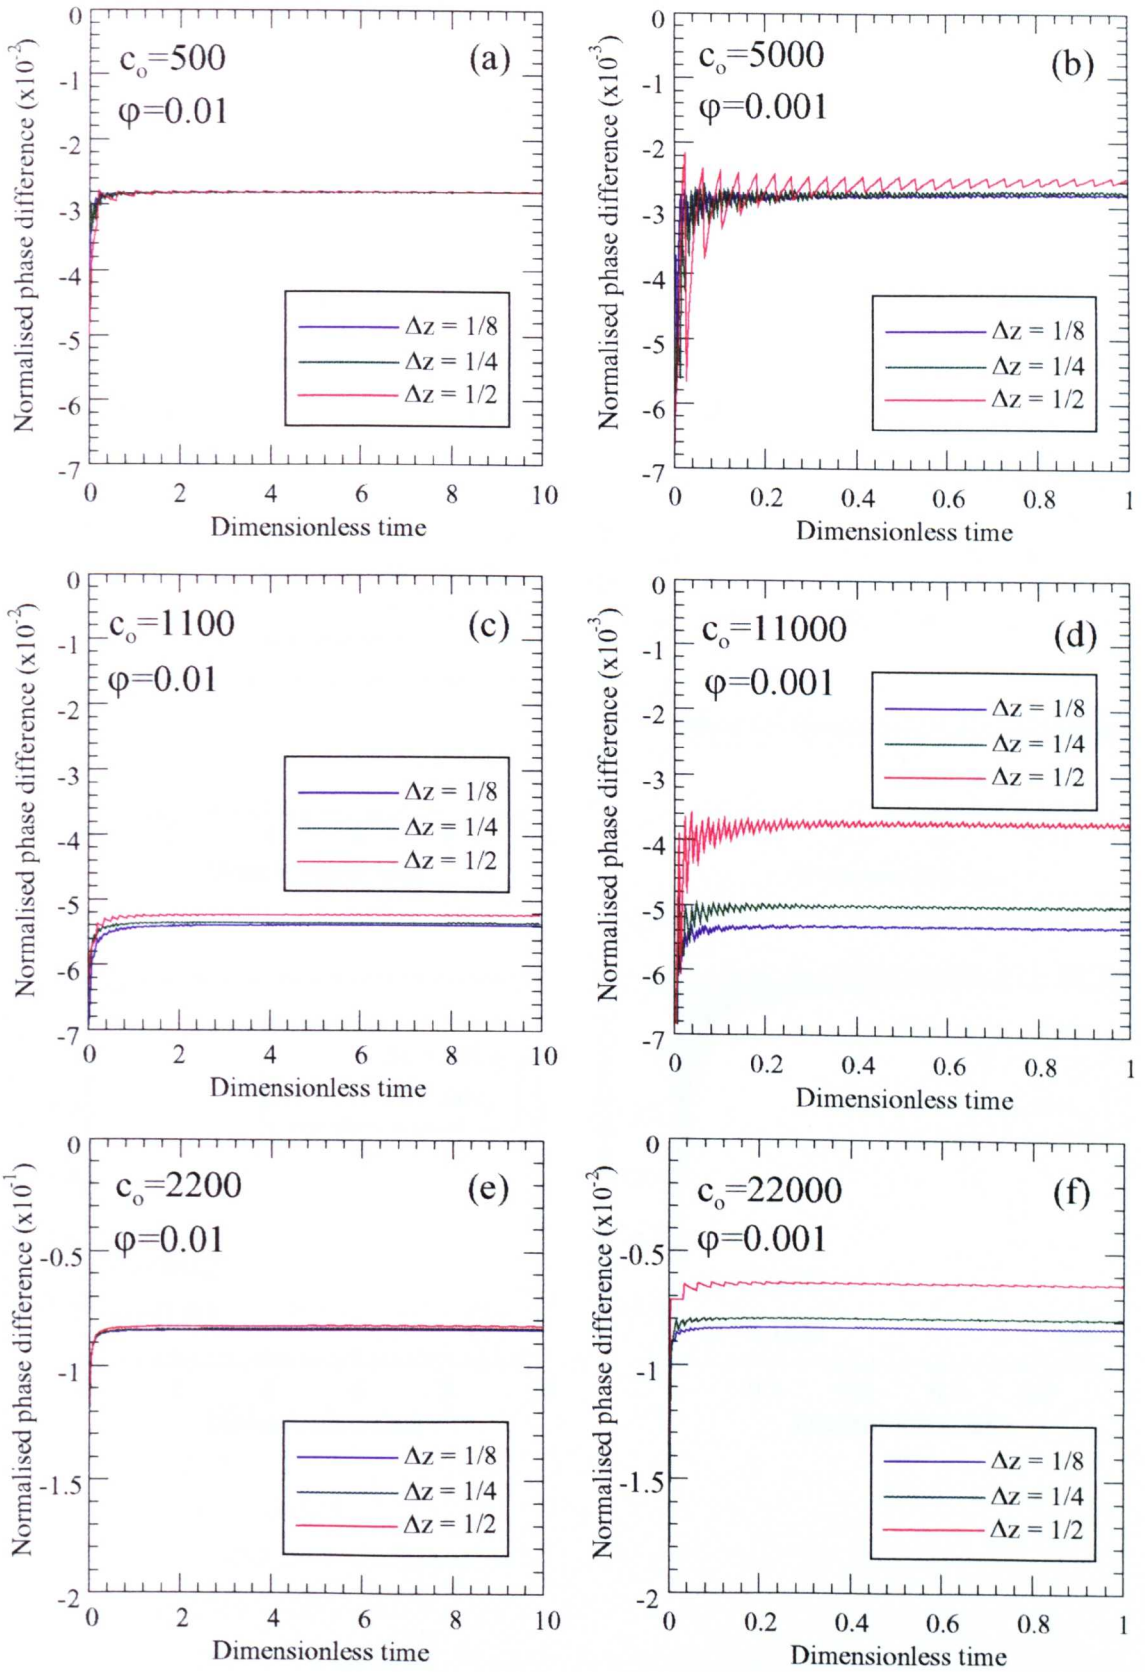 Normalised phase difference (x10⁻²)
0
-1
-2
-3
-4
-5
-6
-7
cₒ=500
φ=0.01
(a)
Δz = 1/8
Δz = 1/4
Δz = 1/2
0 2 4 6 8 10
Dimensionless time
Normalised phase difference (x10⁻³)
0
-1
-2
-3
-4
-5
-6
-7
cₒ=5000
φ=0.001
(b)
Δz = 1/8
Δz = 1/4
Δz = 1/2
0 0.2 0.4 0.6 0.8 1
Dimensionless time
Normalised phase difference (x10⁻²)
0
-1
-2
-3
-4
-5
-6
-7
cₒ=1100
φ=0.01
(c)
Δz = 1/8
Δz = 1/4
Δz = 1/2
0 2 4 6 8 10
Dimensionless time
Normalised phase difference (x10⁻³)
0
-1
-2
-3
-4
-5
-6
-7
cₒ=11000
φ=0.001
(d)
Δz = 1/8
Δz = 1/4
Δz = 1/2
0 0.2 0.4 0.6 0.8 1
Dimensionless time
Normalised phase difference (x10⁻¹)
0
-0.5
-1
-1.5
-2
cₒ=2200
φ=0.01
(e)
Δz = 1/8
Δz = 1/4
Δz = 1/2
0 2 4 6 8 10
Dimensionless time
Normalised phase difference (x10⁻²)
0
-0.5
-1
-1.5
-2
cₒ=22000
φ=0.001
(f)
Δz = 1/8
Δz = 1/4
Δz = 1/2
0 0.2 0.4 0.6 0.8 1
Dimensionless time